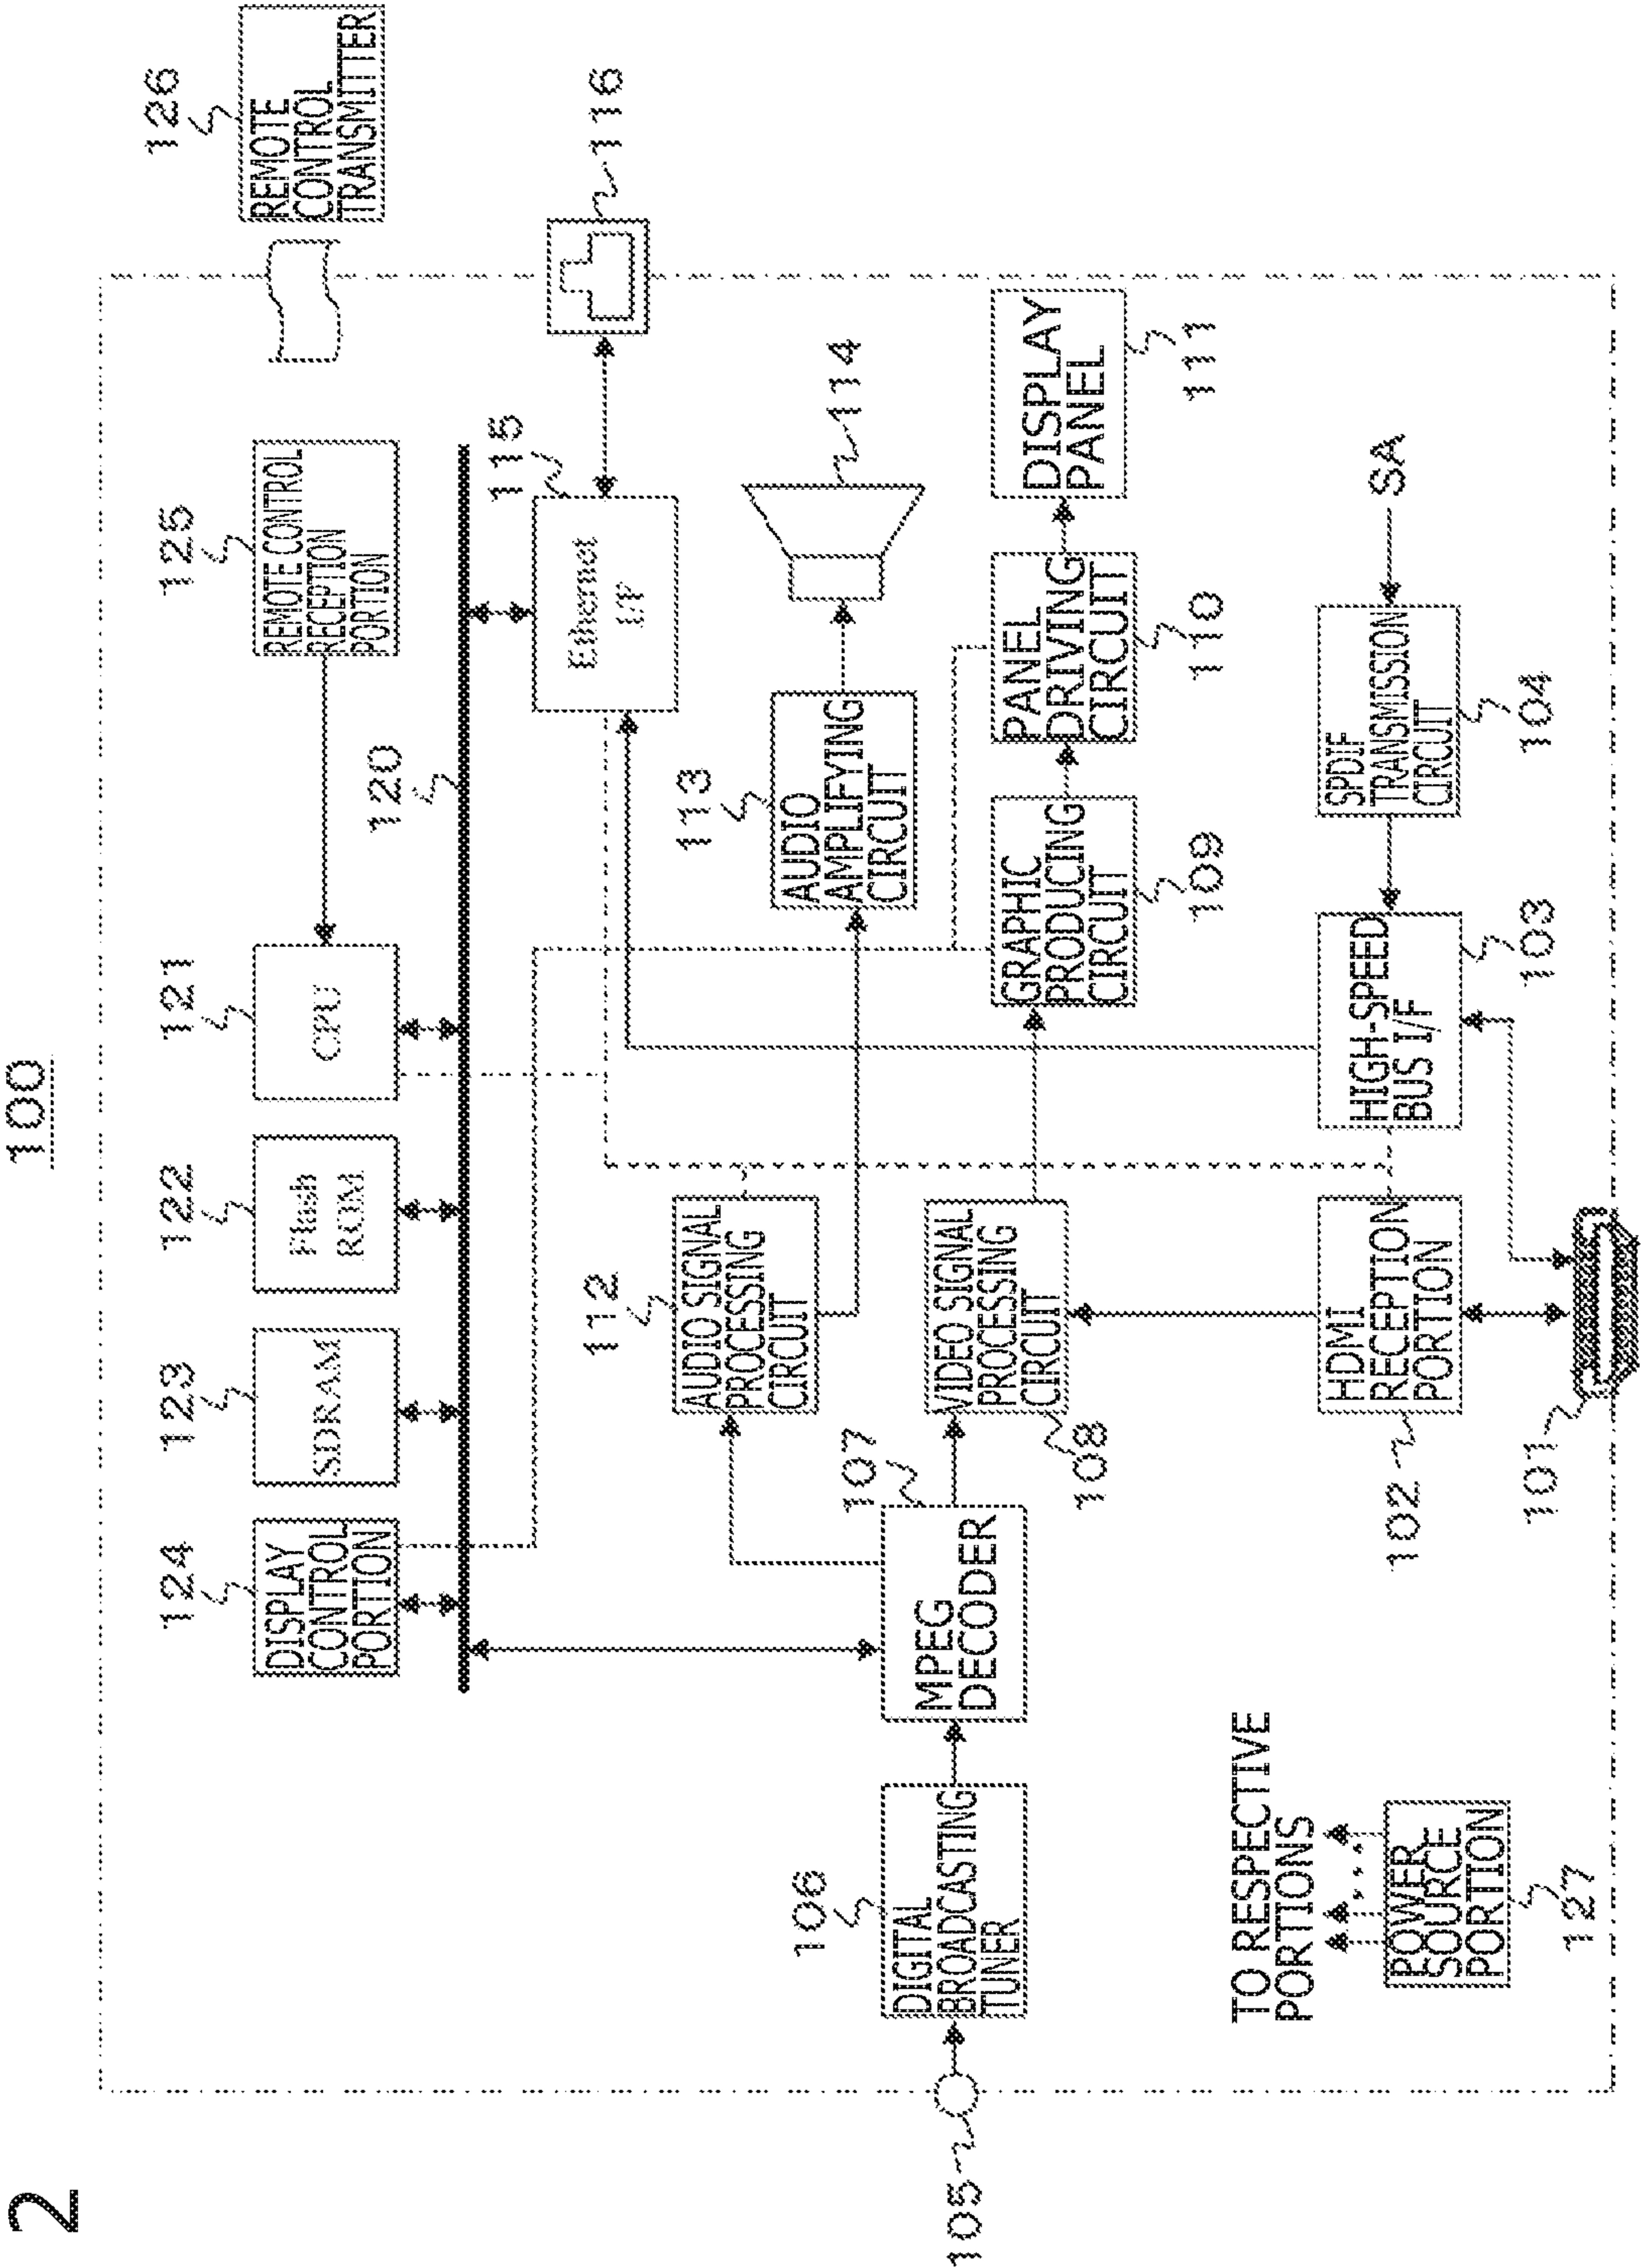 2
100
126
REMOTE
CONTROL
TRANSMITTER
124
DISPLAY
CONTROL
PORTION
123
SDRAM
122
Flash
ROM
121
CPU
125
REMOTE CONTROL
RECEPTION
PORTION
120
115
Ethernet
I/F
116
112
AUDIO SIGNAL
PROCESSING
CIRCUIT
113
AUDIO
AMPLIFYING
CIRCUIT
114
105
106
DIGITAL
BROADCASTING
TUNER
107
MPEG
DECODER
VIDEO SIGNAL
PROCESSING
CIRCUIT
108
GRAPHIC
PRODUCING
CIRCUIT
109
PANEL
DRIVING
CIRCUIT
110
DISPLAY
PANEL
111
TO RESPECTIVE
PORTIONS
POWER
SOURCE
PORTION
127
HDMI
RECEPTION
PORTION
102
HIGH-SPEED
BUS I/F
103
SPDIF
TRANSMISSION
CIRCUIT
104
SA
101